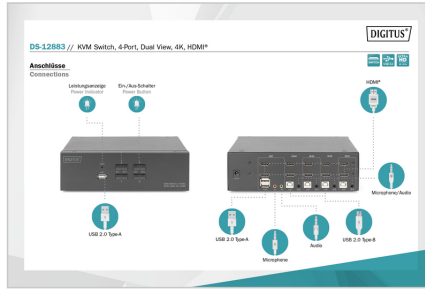 DIGITUS®
DS-12883 // KVM Switch, 4-Port, Dual View, 4K, HDMI®
Anschlüsse
Connections
Leistungsanzeige
Power Indicator
Ein-/Aus-Schalter
Power Button
HDMI®
DIGITUS
USB 2.0 Type-A
USB 2.0 Type-A
Microphone
Audio
USB 2.0 Type-B
Microphone/Audio